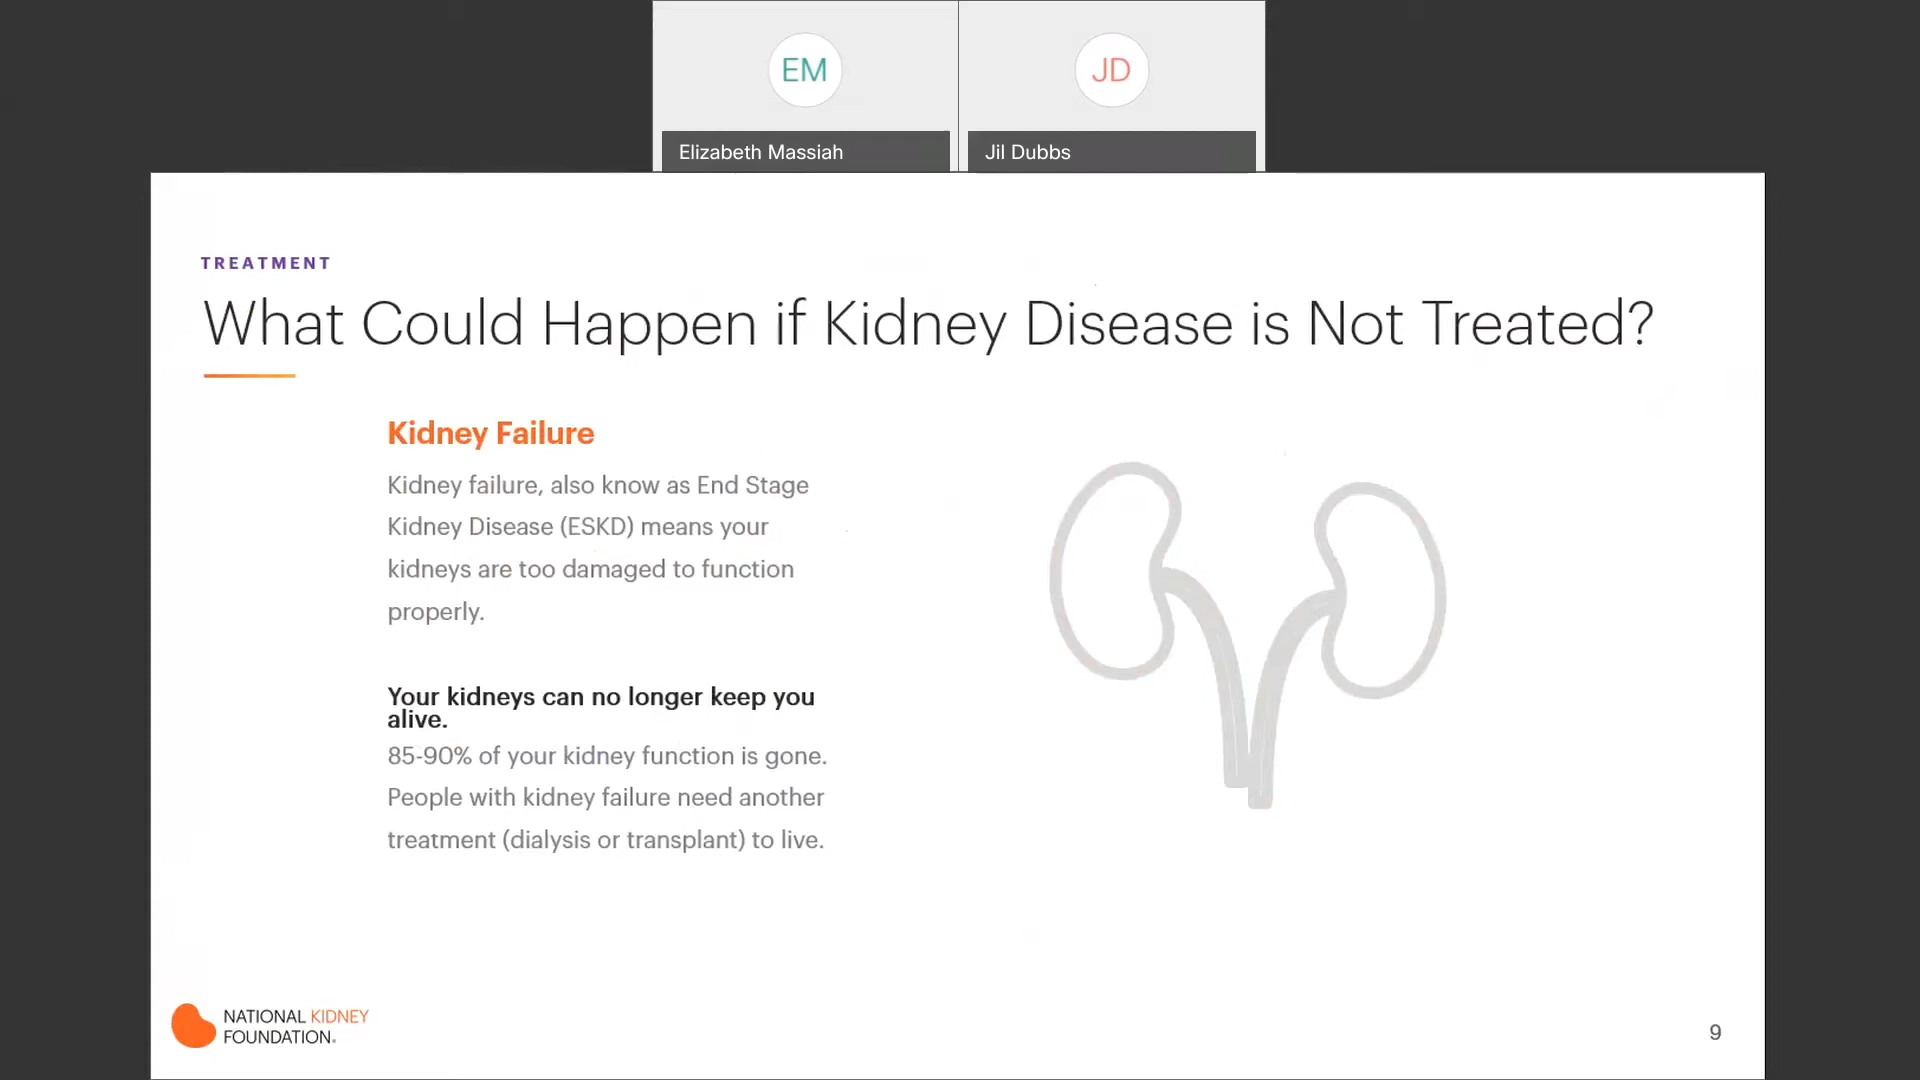 EM
JD
Elizabeth Massiah
Jil Dubbs
TREATMENT
What Could Happen if Kidney Disease is Not Treated?
Kidney Failure
Kidney failure, also know as End Stage
Kidney Disease (ESKD) means your
kidneys are too damaged to function
properly.
Your kidneys can no longer keep you
alive.
85-90% of your kidney function is gone.
People with kidney failure need another
treatment (dialysis or transplant) to live.
NATIONAL KIDNEY
FOUNDATION®
9